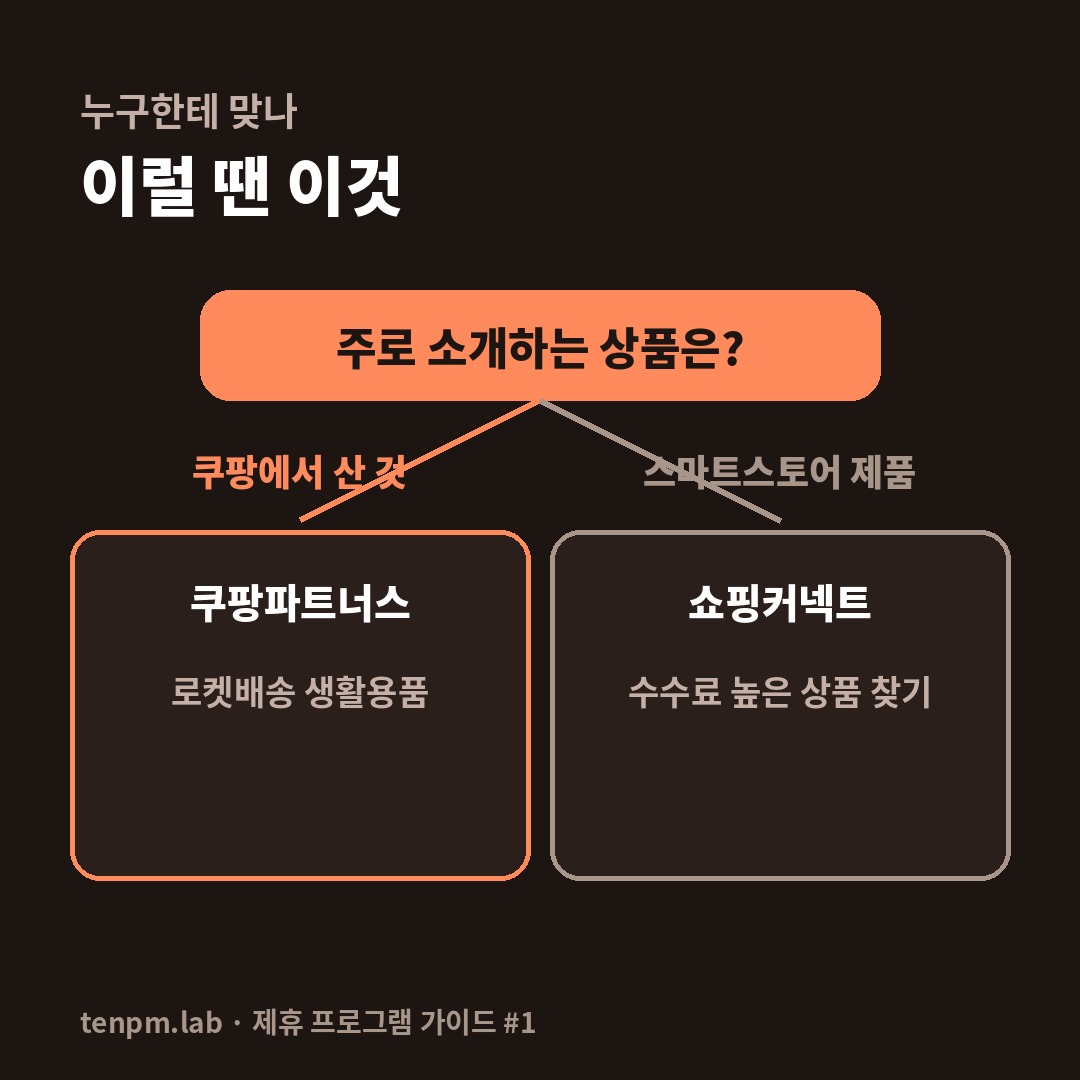 누구한테 맞나
이럴 땐 이것
주로 소개하는 상품은?
쿠팡에서 산 것
스마트스토어 제품
쿠팡파트너스
로켓배송 생활용품
쇼핑커넥트
수수료 높은 상품 찾기
tenpm.lab · 제휴 프로그램 가이드 #1